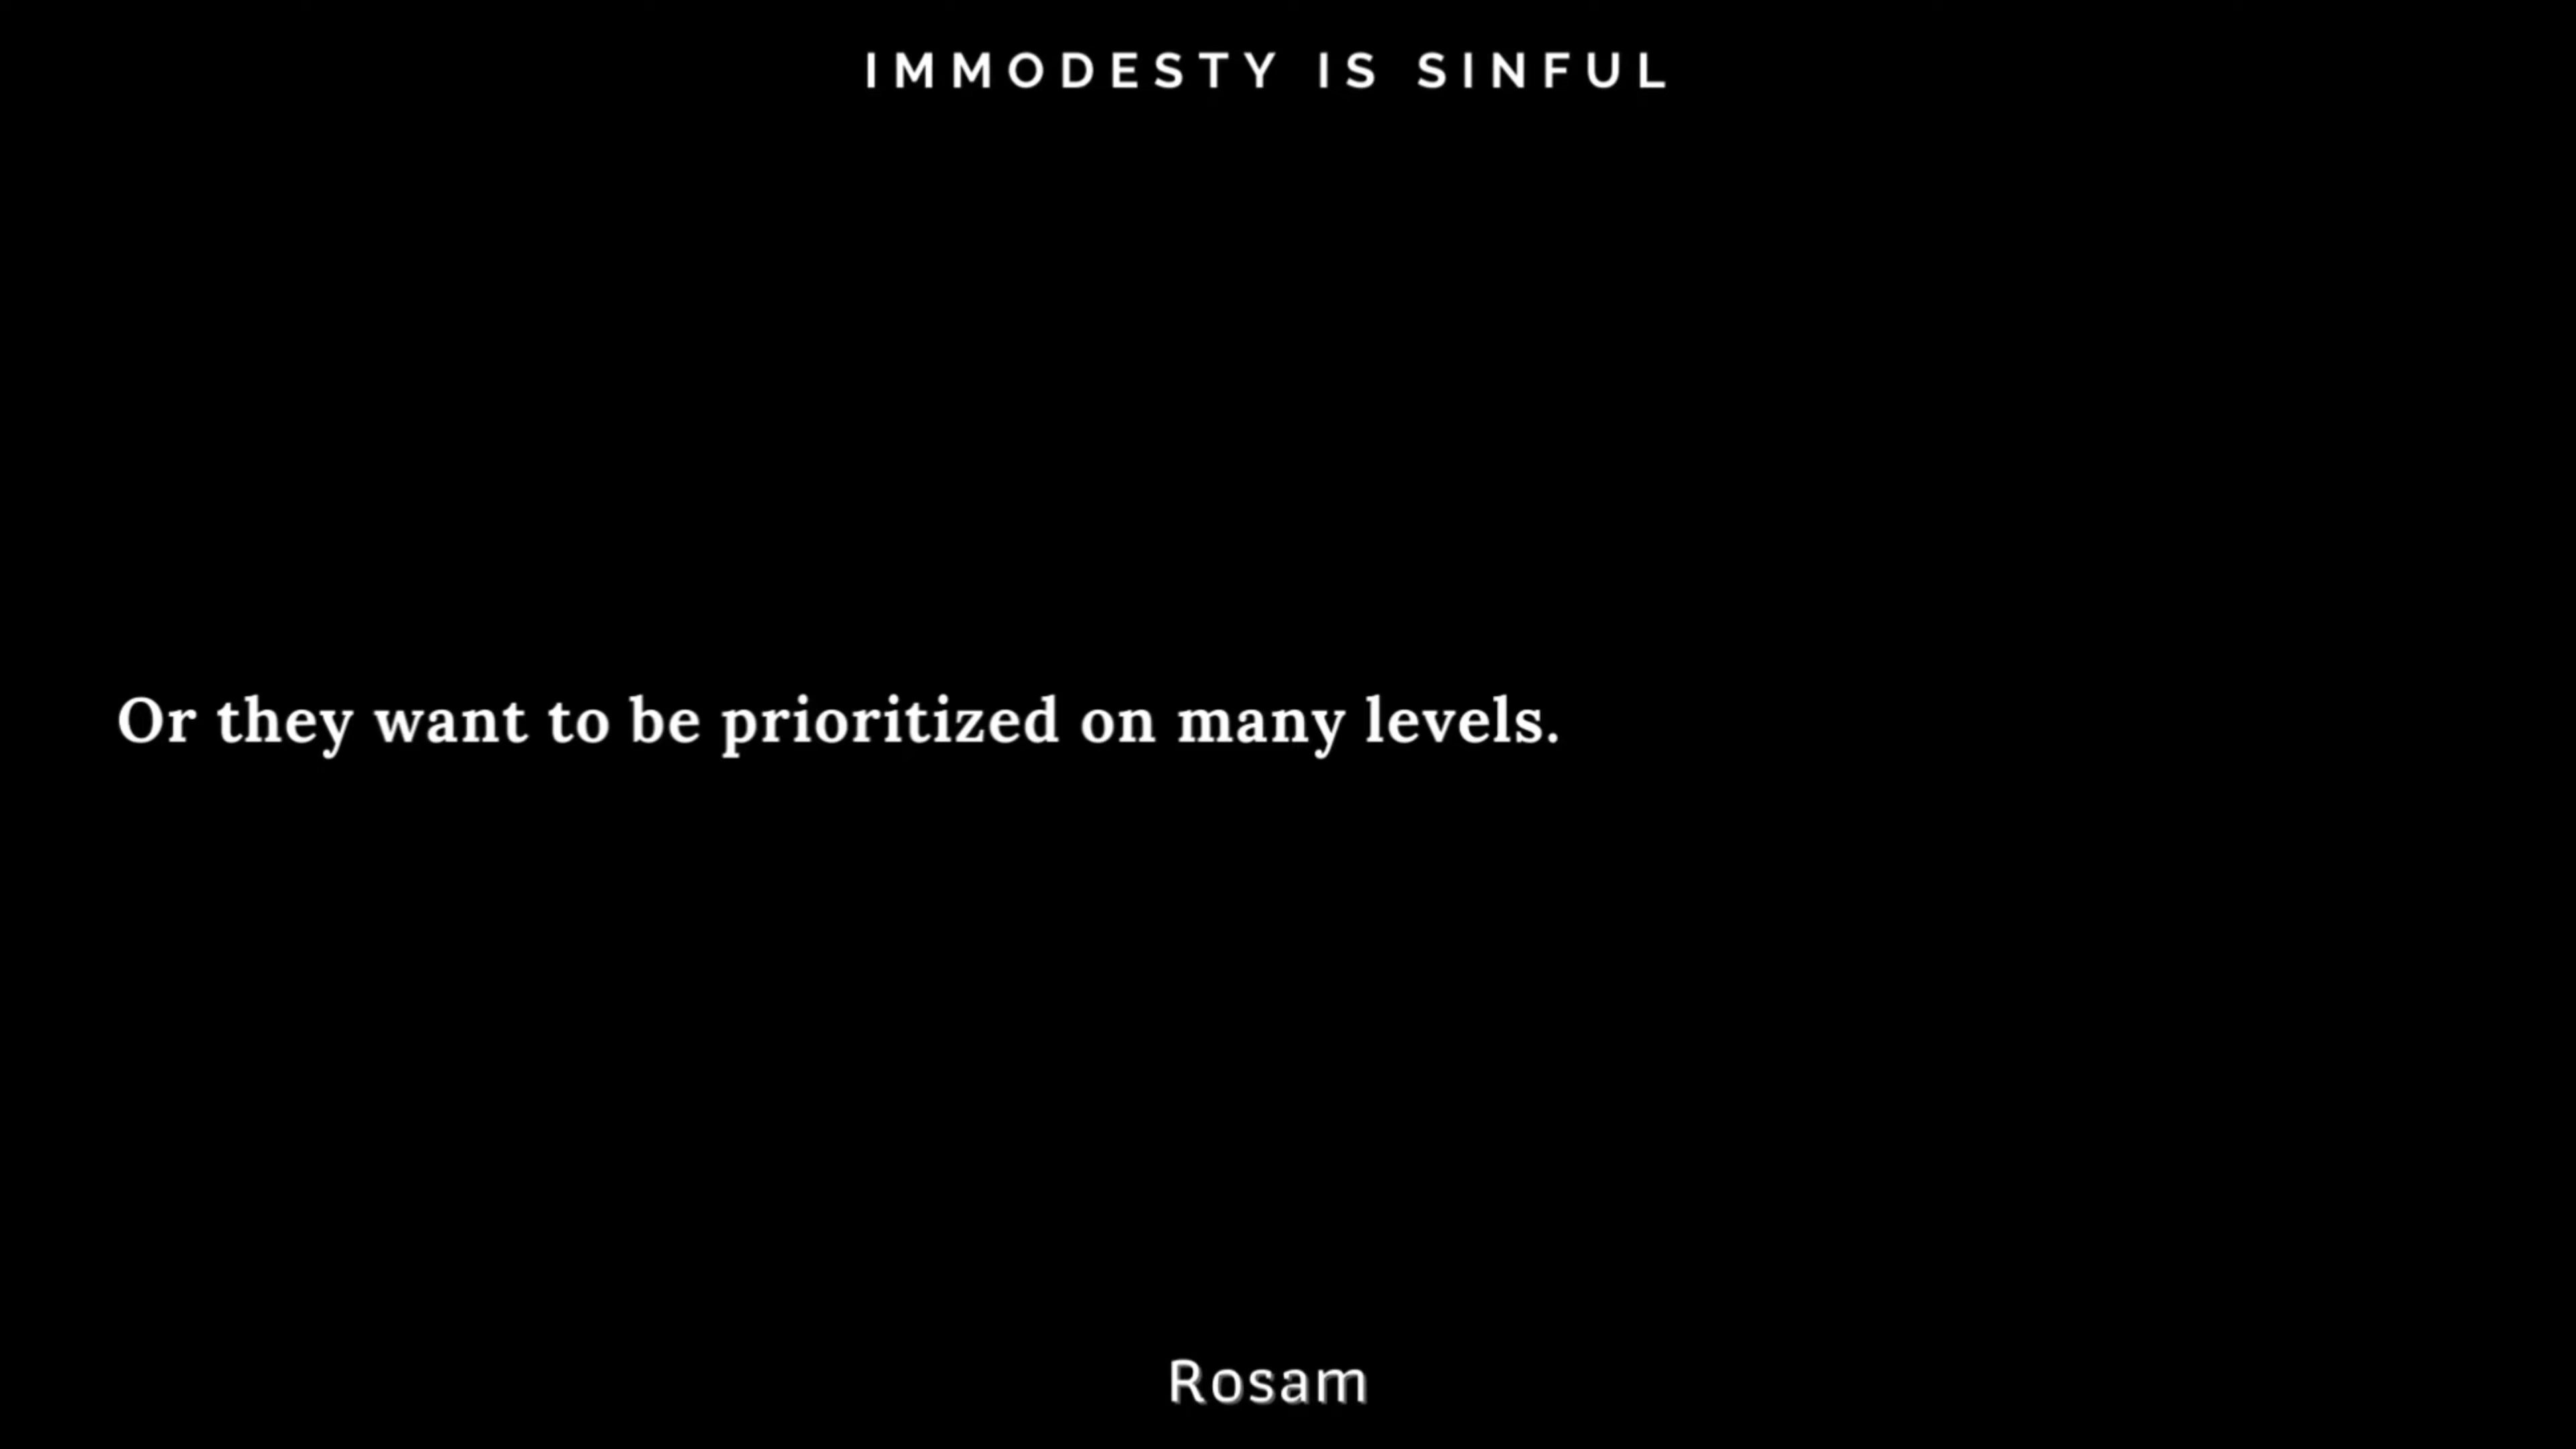 IMMODESTY IS SINFUL
Or they want to be prioritized on many levels.
Rosam